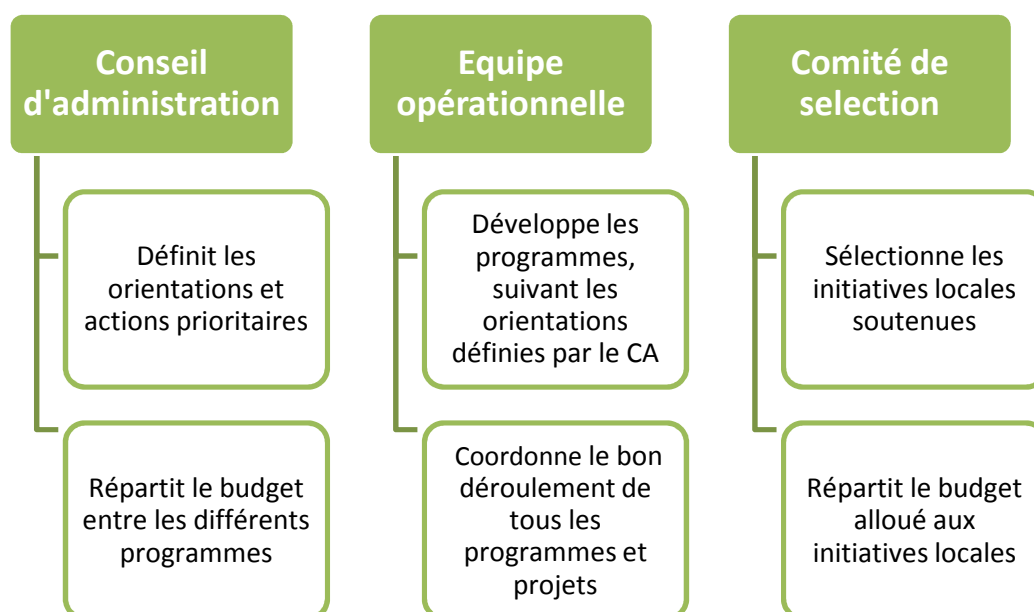 Conseil
d'administration
Définit les
orientations et
actions prioritaires
Répartit le budget
entre les différents
programmes
Equipe
opérationnelle
Développe les
programmes,
suivant les
orientations
définies par le CA
Coordonne le bon
déroulement de
tous les
programmes et
projets
Comité de
selection
Sélectionne les
initiatives locales
soutenues
Répartit le budget
alloué aux
initiatives locales